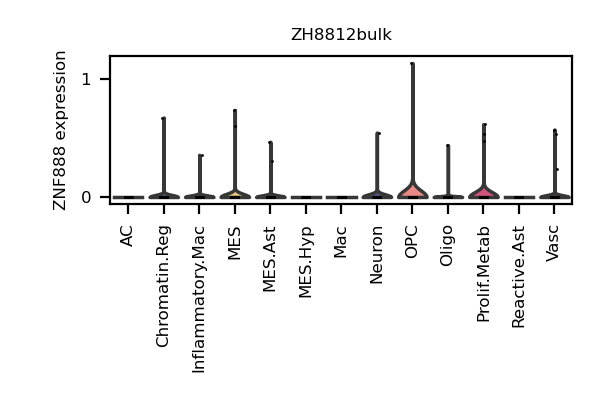 ZH8812bulk
ZNF888 expression
1
0
AC
Chromatin.Reg
Inflammatory.Mac
MES
MES.Ast
MES.Hyp
Mac
Neuron
OPC
Oligo
Prolif.Metab
Reactive.Ast
Vasc